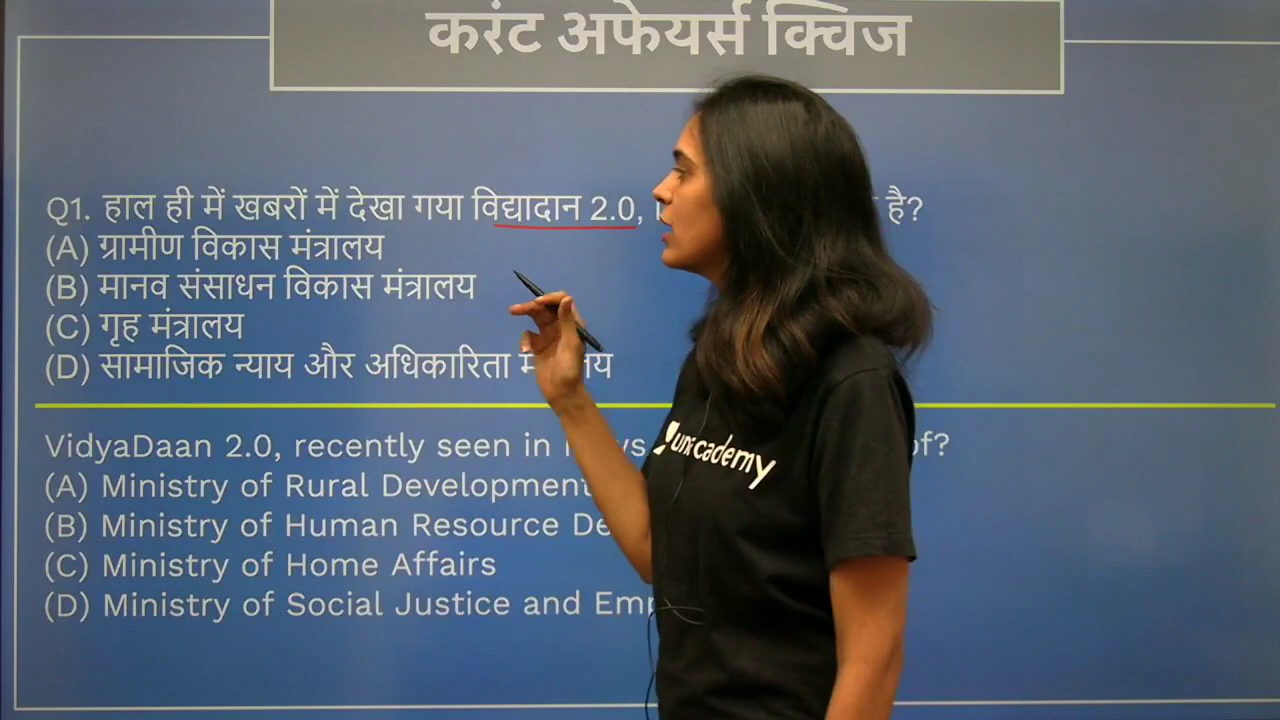 करंट अफेयर्स क्विज
Q1. हाल ही में खबरों में देखा गया विद्यादान 2.0, है?
(A) ग्रामीण विकास मंत्रालय
(B) मानव संसाधन विकास मंत्रालय
(C) गृह मंत्रालय
(D) सामाजिक न्याय और अधिकारिता
VidyaDaan 2.0, recently seen in of?
(A) Ministry of Rural Development
(B) Ministry of Human Resource
(C) Ministry of Home Affairs
(D) Ministry of Social Justice and
unacademy